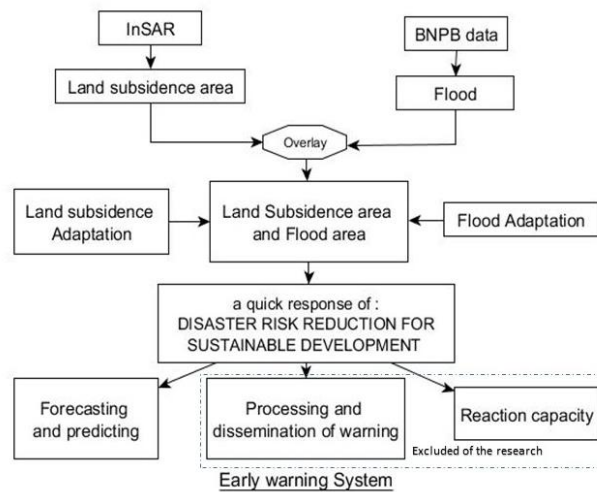 InSAR
BNPB data
Land subsidence area
Flood
Overlay
Land subsidence
Adaptation
Land Subsidence area
and Flood area
Flood Adaptation
a quick response of :
DISASTER RISK REDUCTION FOR
SUSTAINABLE DEVELOPMENT
Forecasting
and predicting
Processing and
dissemination of warning
Reaction capacity
Excluded of the research
Early warning System